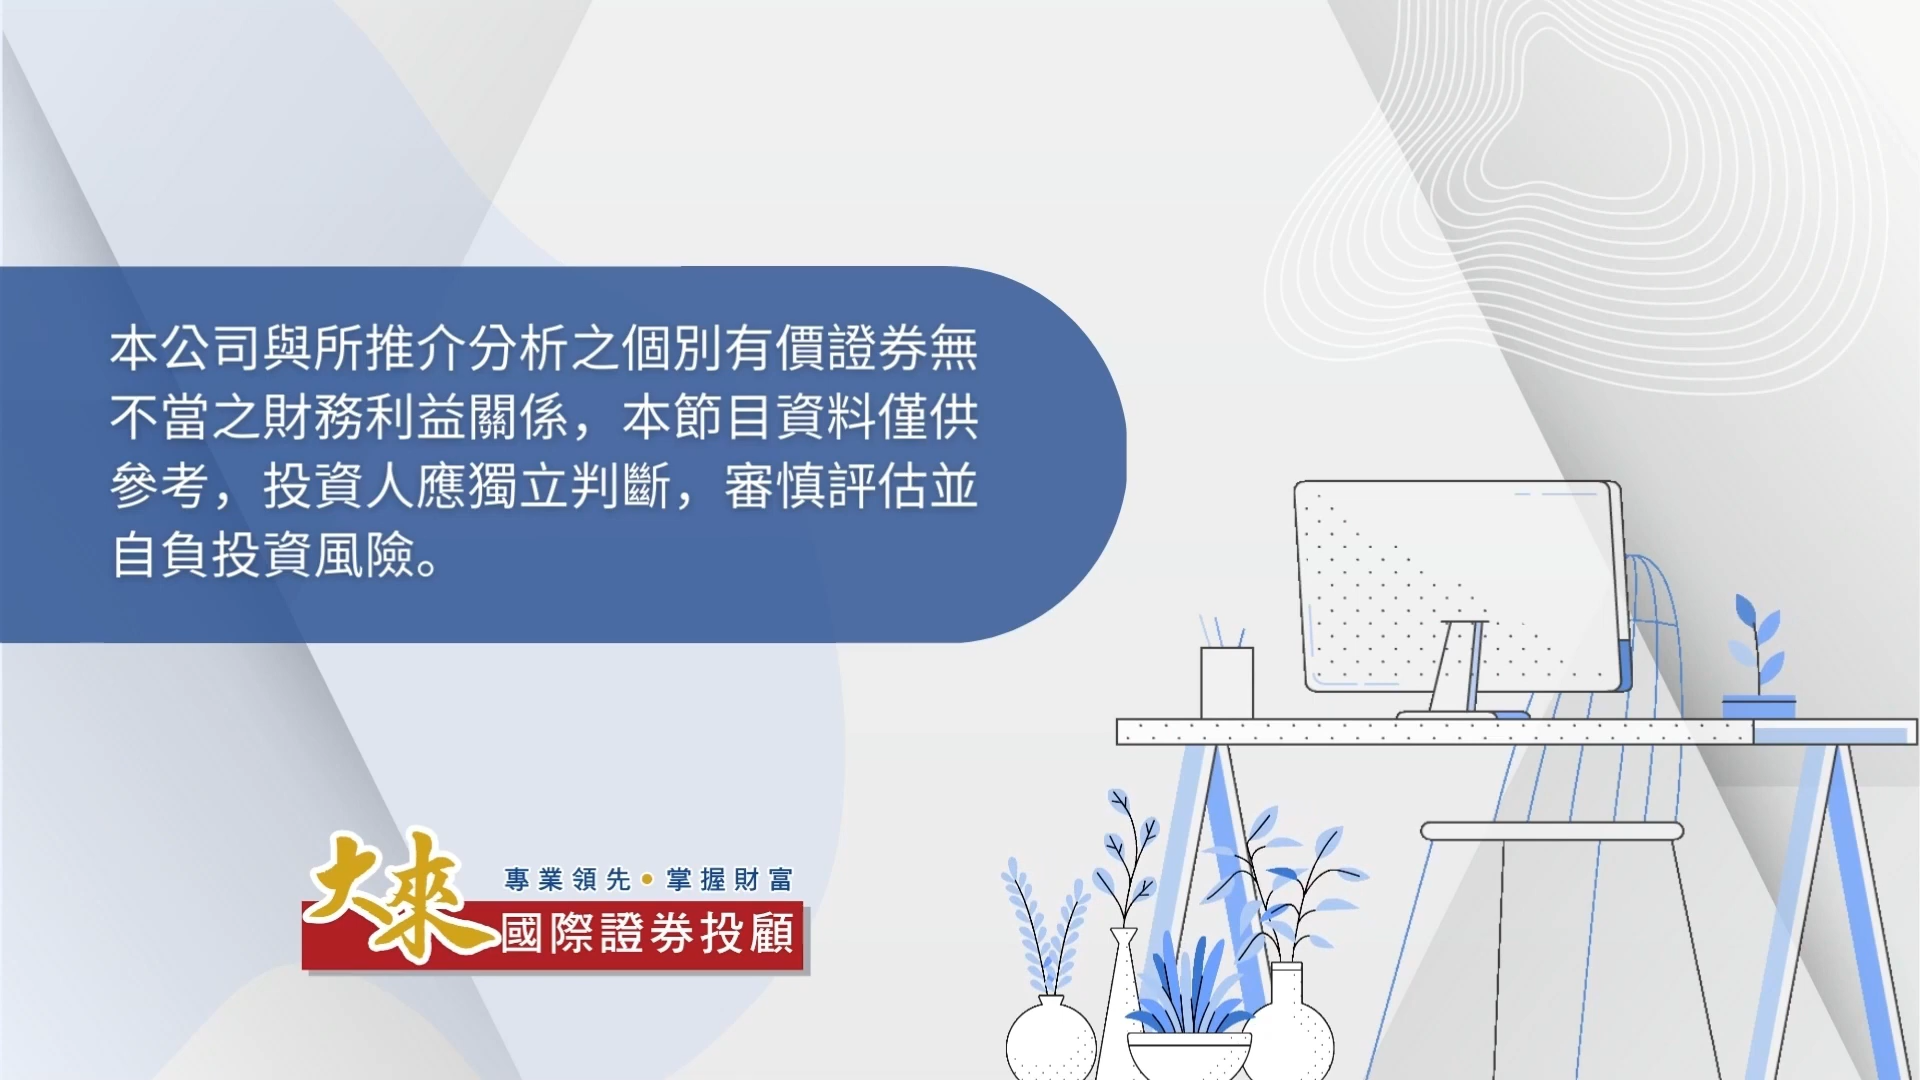 本公司與所推介分析之個別有價證券無
不當之財務利益關係，本節目資料僅供
參考，投資人應獨立判斷，審慎評估並
自負投資風險。
大來
專業領先•掌握財富
國際證券投顧